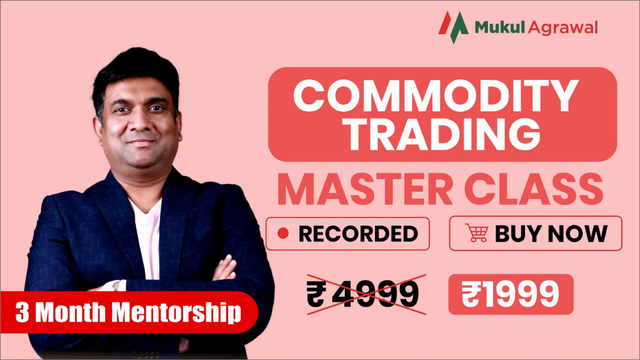 Mukul Agrawal
COMMODITY
TRADING
MASTER CLASS
RECORDED
BUY NOW
₹ 4999
₹1999
3 Month Mentorship